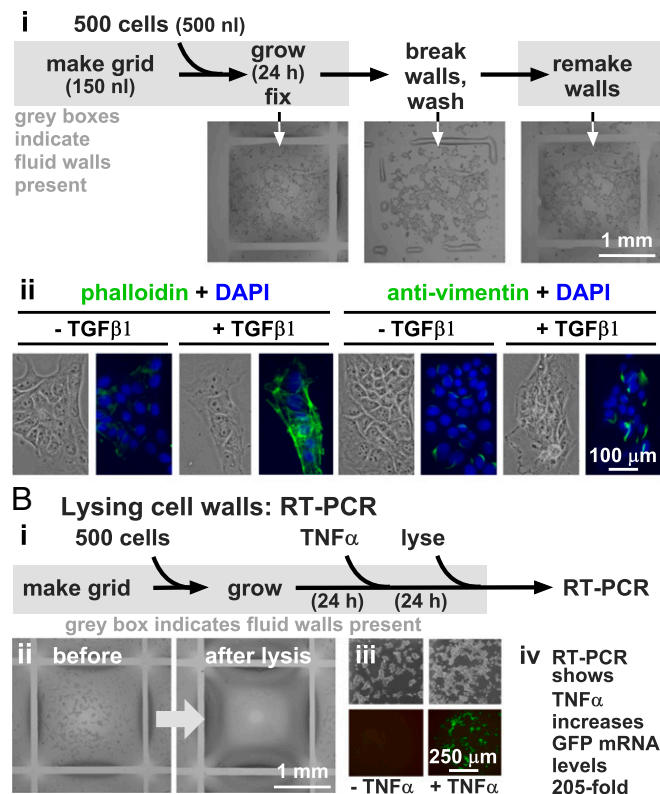 i
500 cells (500 nl)
make grid
(150 nl)
grow
(24 h)
fix
break
walls,
wash
remake
walls
grey boxes
indicate
fluid walls
present
1 mm
ii
phalloidin + DAPI
anti-vimentin + DAPI
- TGFβ1
+ TGFβ1
- TGFβ1
+ TGFβ1
100 μm
B Lysing cell walls: RT-PCR
i
500 cells
TNFα
lyse
make grid
grow
(24 h)
(24 h)
RT-PCR
grey box indicates fluid walls present
ii
before
after lysis
1 mm
iii
250 μm
- TNFα
+ TNFα
iv
RT-PCR
shows
TNFα
increases
GFP mRNA
levels
205-fold